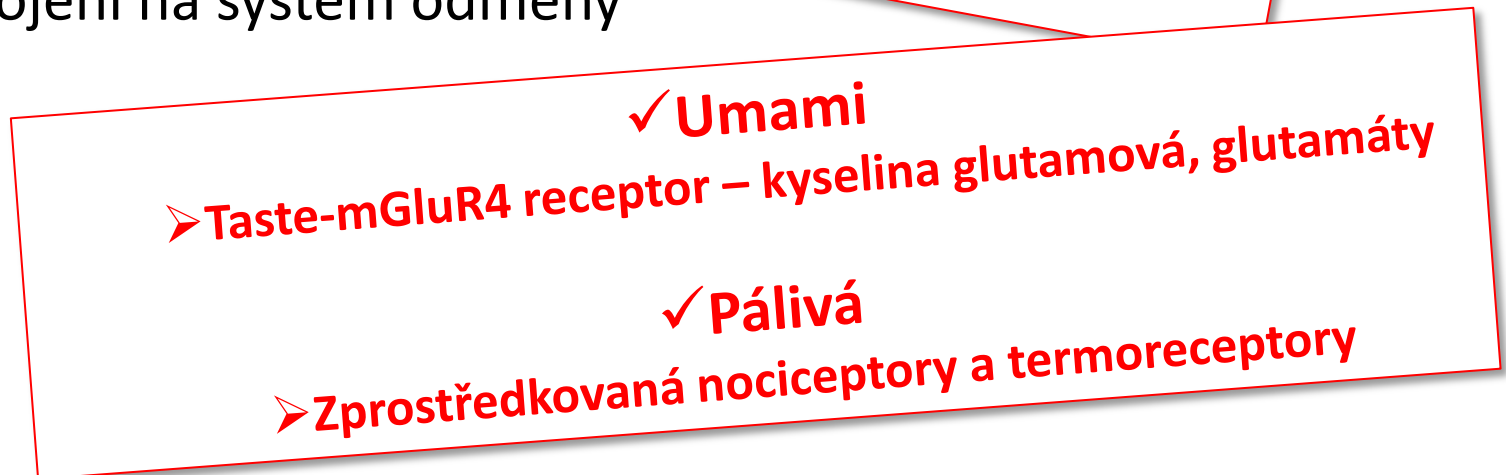 ojení na systém odměny
✓Umami
➢Taste-mGluR4 receptor – kyselina glutamová, glutamáty
✓Pálivá
➢Zprostředkovaná nociceptory a termoreceptory